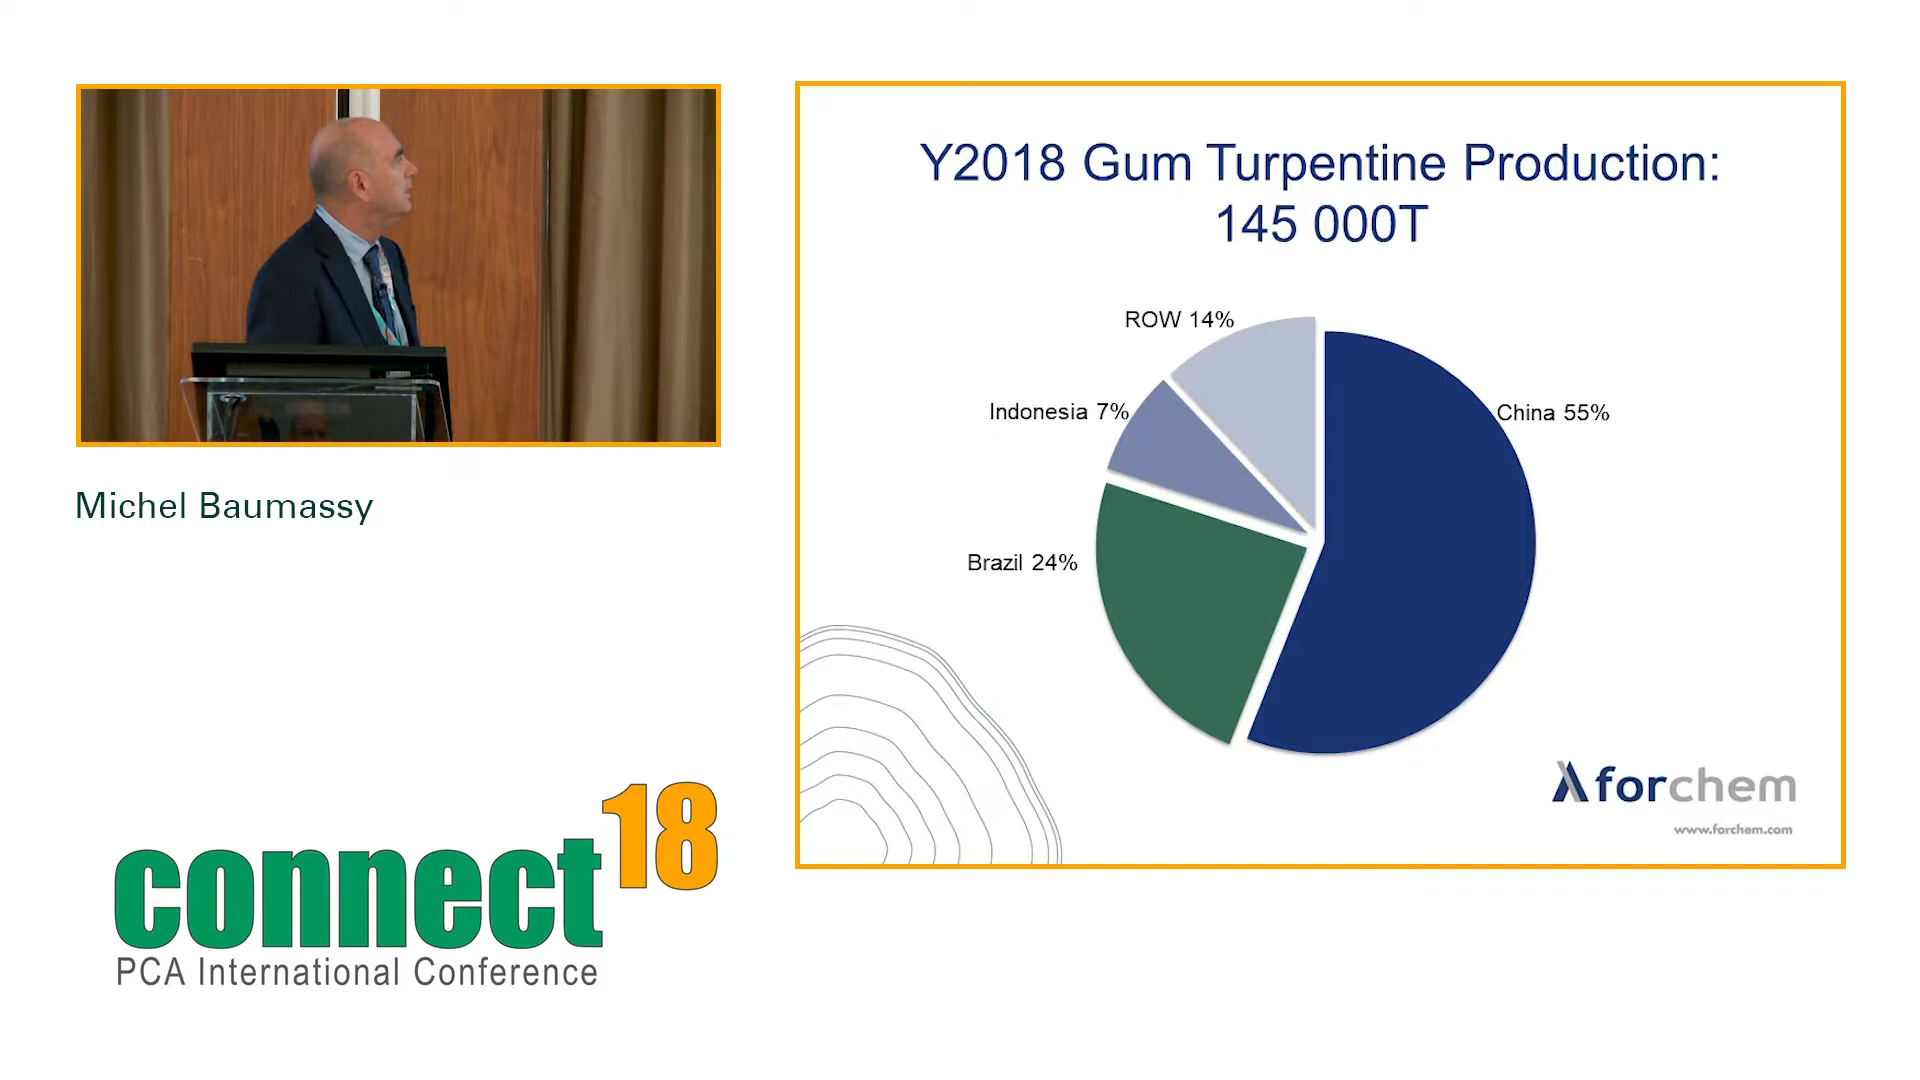 Michel Baumassy
connect18
PCA International Conference
Y2018 Gum Turpentine Production:
145 000T
ROW 14%
Indonesia 7%
China 55%
Brazil 24%
forchem
www.forchem.com